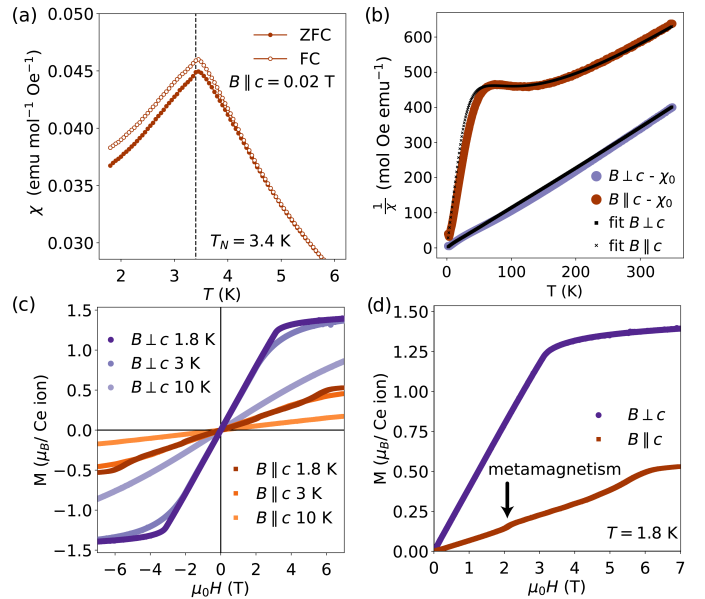 (a)
0.050
0.045
0.040
0.035
0.030
χ (emu mol⁻¹ Oe⁻¹)
ZFC
FC
B ∥ c = 0.02 T
T_N = 3.4 K
2 3 4 5 6
T (K)
(b)
600
500
400
300
200
100
0
1/χ (mol Oe emu⁻¹)
B ⊥ c - χ₀
B ∥ c - χ₀
fit B ⊥ c
fit B ∥ c
0 100 200 300
T (K)
(c)
1.5
1.0
0.5
0.0
−0.5
−1.0
−1.5
M (μ_B/ Ce ion)
B ⊥ c 1.8 K
B ⊥ c 3 K
B ⊥ c 10 K
B ∥ c 1.8 K
B ∥ c 3 K
B ∥ c 10 K
−6 −4 −2 0 2 4 6
μ₀H (T)
(d)
1.50
1.25
1.00
0.75
0.50
0.25
0.00
M (μ_B/ Ce ion)
B ⊥ c
B ∥ c
metamagnetism
T = 1.8 K
0 1 2 3 4 5 6 7
μ₀H (T)